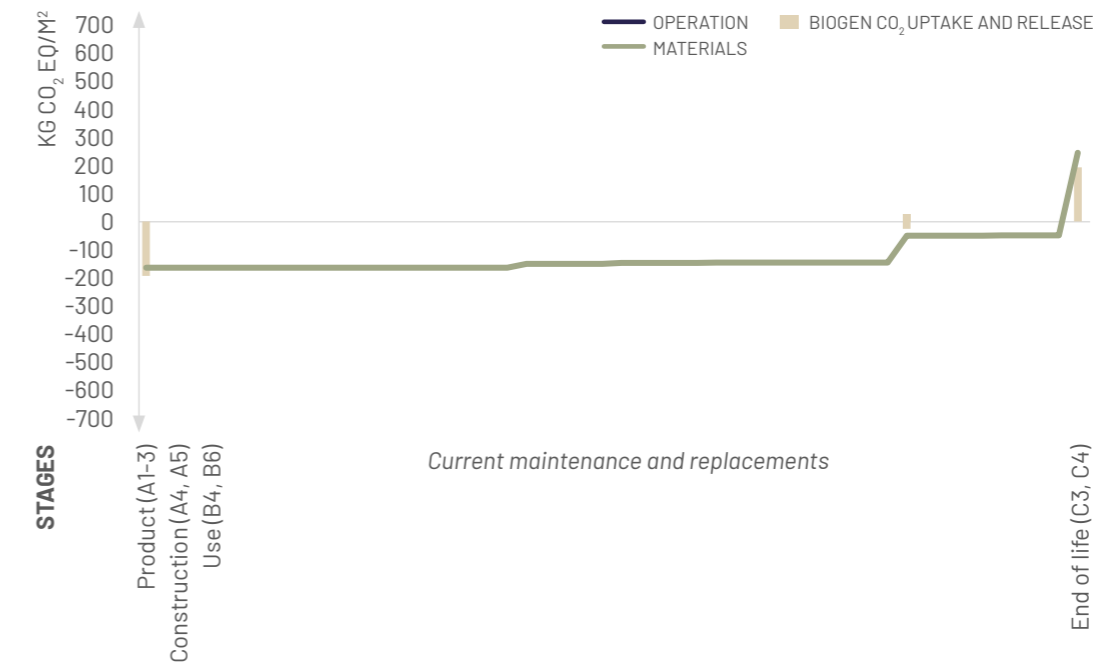 KG CO₂ EQ/M²
700
600
500
400
300
200
100
0
-100
-200
-300
-400
-500
-600
-700
OPERATION
MATERIALS
BIOGEN CO₂ UPTAKE AND RELEASE
STAGES
Product (A1-3)
Construction (A4, A5)
Use (B4, B6)
Current maintenance and replacements
End of life (C3, C4)